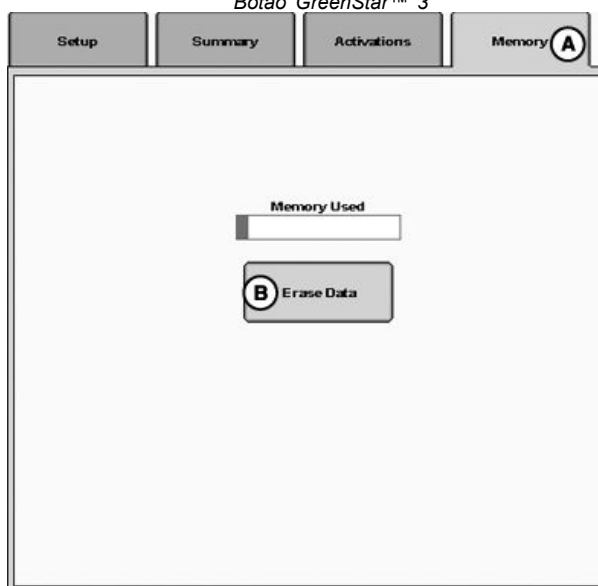 Botão GreenStar™ 3
Setup Summary Activations Memory A
Memory Used
B Erase Data